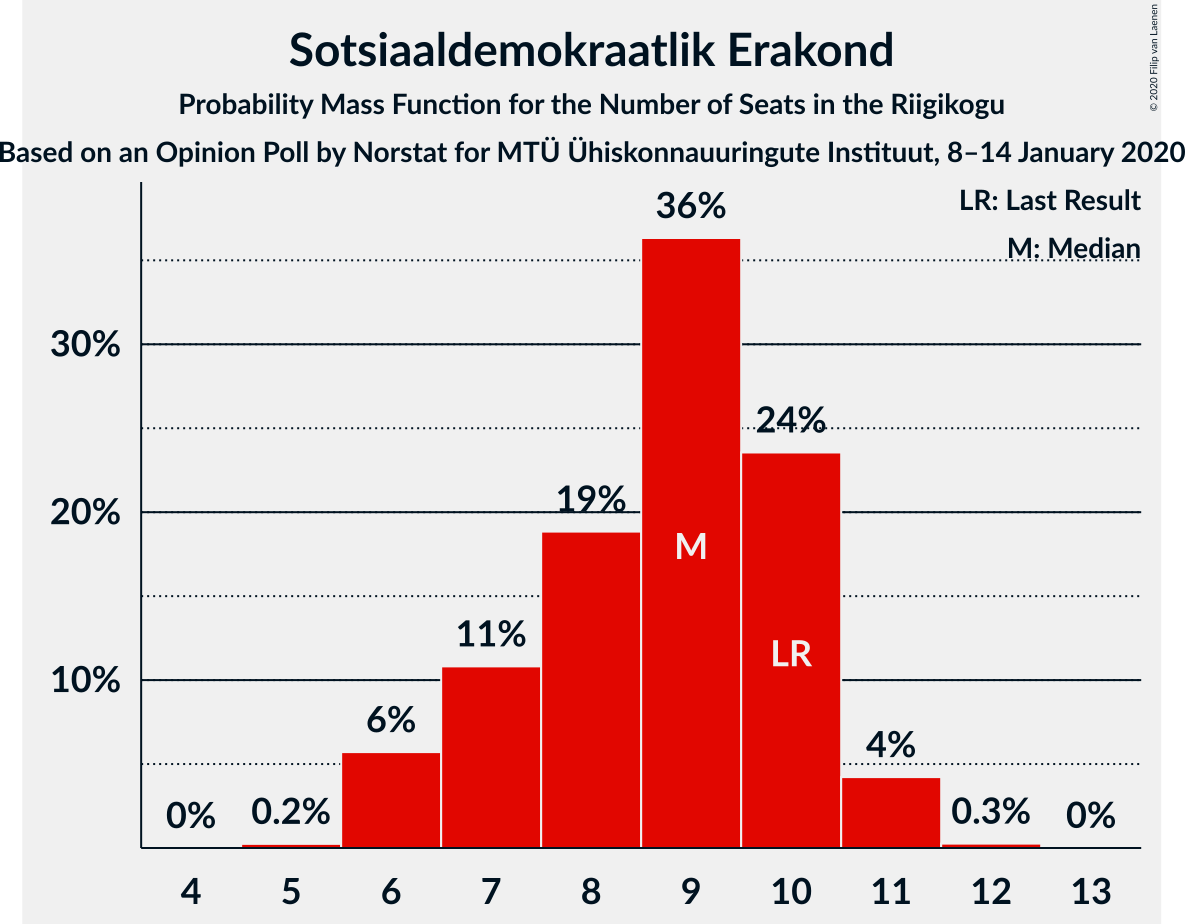 Sotsiaaldemokraatlik Erakond
Probability Mass Function for the Number of Seats in the Riigikogu
Based on an Opinion Poll by Norstat for MTÜ Ühiskonnauuringute Instituut, 8–14 January 2020
© 2020 Filip van Laenen
LR: Last Result
M: Median
36%
30%
24%
20%
19%
M
LR
11%
10%
6%
4%
0%
0.2%
0.3%
0%
4 5 6 7 8 9 10 11 12 13